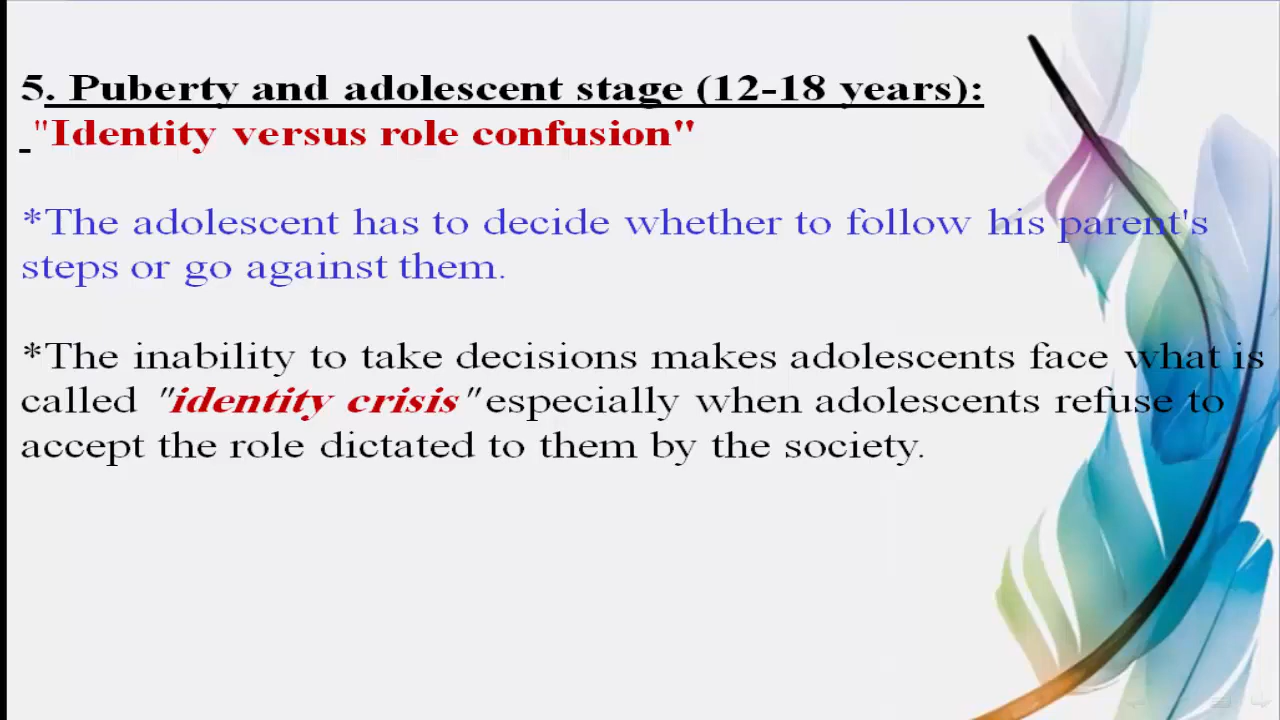 5. Puberty and adolescent stage (12-18 years):
"Identity versus role confusion"
*The adolescent has to decide whether to follow his parent's
steps or go against them.
*The inability to take decisions makes adolescents face what is
called "identity crisis" especially when adolescents refuse to
accept the role dictated to them by the society.